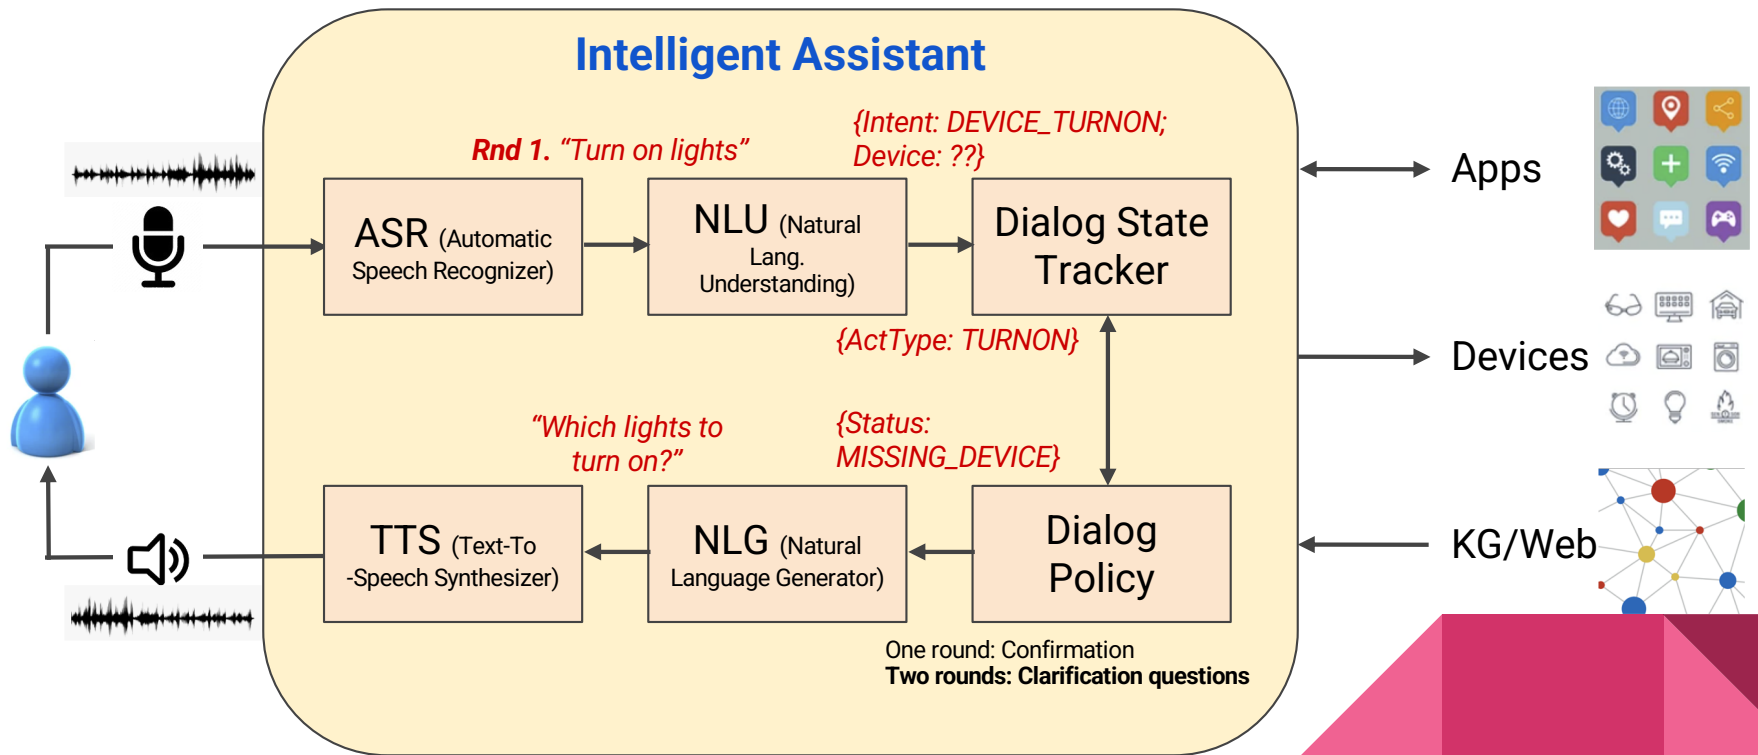 Intelligent Assistant
Rnd 1. “Turn on lights”
{Intent: DEVICE_TURNON;
Device: ??}
ASR (Automatic
Speech Recognizer)
NLU (Natural
Lang.
Understanding)
Dialog State
Tracker
{ActType: TURNON}
“Which lights to
turn on?”
{Status:
MISSING_DEVICE}
TTS (Text-To
-Speech Synthesizer)
NLG (Natural
Language Generator)
Dialog
Policy
One round: Confirmation
Two rounds: Clarification questions
Apps
Devices
KG/Web